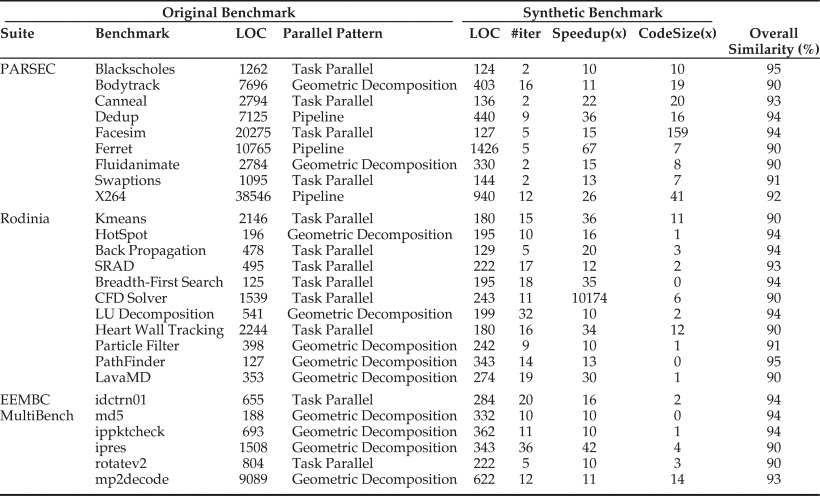 Original Benchmark Synthetic Benchmark
Suite Benchmark LOC Parallel Pattern LOC #iter Speedup(x) CodeSize(x) Overall
Similarity (%)
PARSEC Blackscholes 1262 Task Parallel 124 2 10 10 95
Bodytrack 7696 Geometric Decomposition 403 16 11 19 90
Canneal 2794 Task Parallel 136 2 22 20 93
Dedup 7125 Pipeline 440 9 36 16 94
Facesim 20275 Task Parallel 127 5 15 159 94
Ferret 10765 Pipeline 1426 5 67 7 90
Fluidanimate 2784 Geometric Decomposition 330 2 15 8 90
Swaptions 1095 Task Parallel 144 2 13 7 91
X264 38546 Pipeline 940 12 26 41 92
Rodinia Kmeans 2146 Task Parallel 180 15 36 11 90
HotSpot 196 Geometric Decomposition 195 10 16 1 94
Back Propagation 478 Task Parallel 129 5 20 3 94
SRAD 495 Task Parallel 222 17 12 2 93
Breadth-First Search 125 Task Parallel 195 18 35 0 94
CFD Solver 1539 Task Parallel 243 11 10174 6 90
LU Decomposition 541 Geometric Decomposition 199 32 10 2 94
Heart Wall Tracking 2244 Task Parallel 180 16 34 12 90
Particle Filter 398 Geometric Decomposition 242 9 10 1 91
PathFinder 127 Geometric Decomposition 343 14 13 0 95
LavaMD 353 Geometric Decomposition 274 19 30 1 90
EEMBC idctrn01 655 Task Parallel 284 20 16 2 94
MultiBench md5 188 Geometric Decomposition 332 10 10 0 94
ippktcheck 693 Geometric Decomposition 362 11 10 1 94
ipres 1508 Geometric Decomposition 343 36 42 4 90
rotatev2 804 Task Parallel 222 5 10 3 90
mp2decode 9089 Geometric Decomposition 622 12 11 14 93